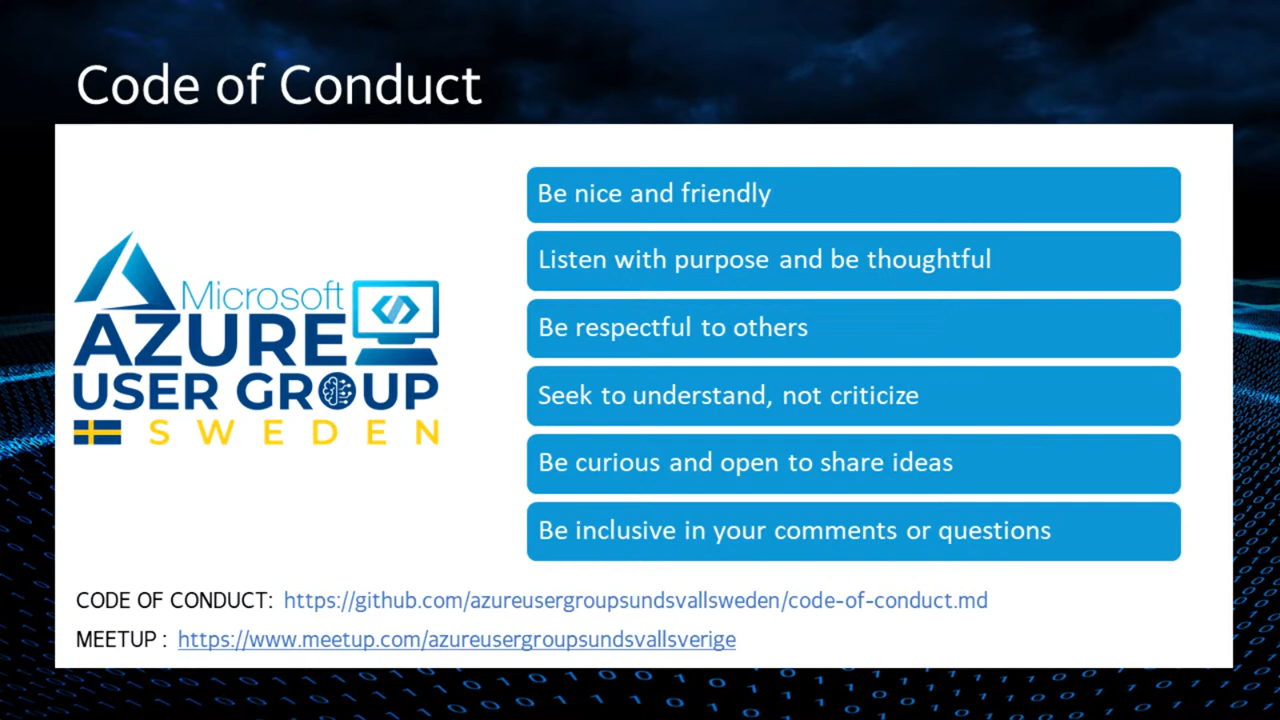 Code of Conduct
Microsoft
AZURE
USER GROUP
SWEDEN
Be nice and friendly
Listen with purpose and be thoughtful
Be respectful to others
Seek to understand, not criticize
Be curious and open to share ideas
Be inclusive in your comments or questions
CODE OF CONDUCT: https://github.com/azureusergroupsundsvallsweden/code-of-conduct.md
MEETUP : https://www.meetup.com/azureusergroupsundsvallsverige